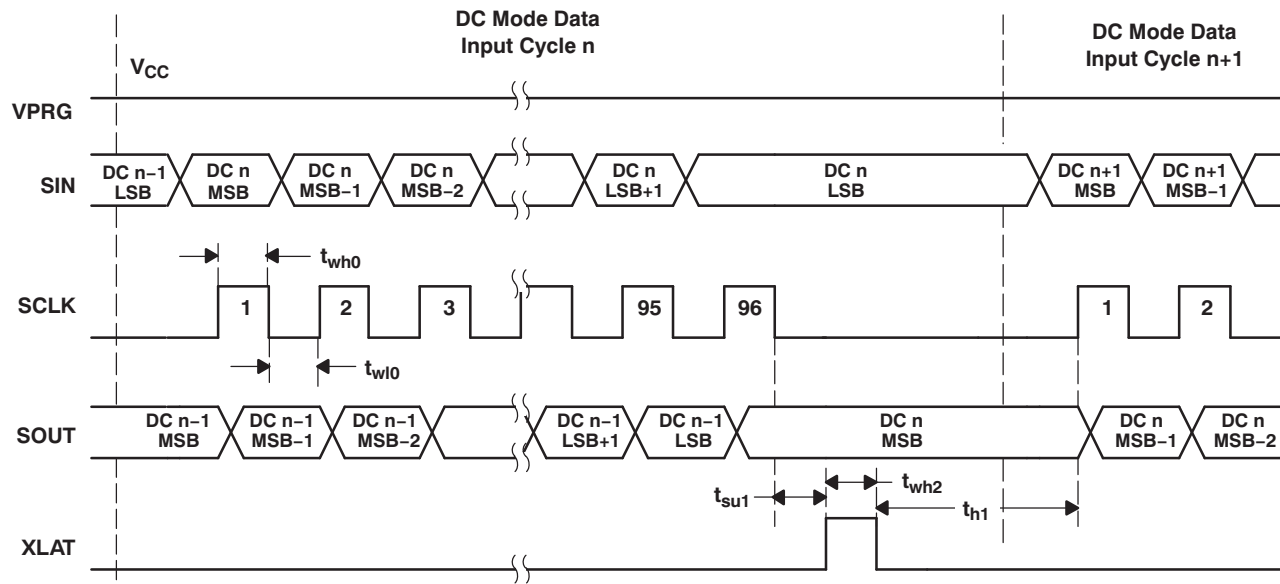 DC Mode Data
Input Cycle n
DC Mode Data
Input Cycle n+1
VCC
VPRG
SIN
DC n−1
LSB
DC n
MSB
DC n
MSB−1
DC n
MSB−2
DC n
LSB+1
DC n
LSB
DC n+1
MSB
DC n+1
MSB−1
twh0
SCLK
1
2
3
95
96
1
2
twl0
SOUT
DC n−1
MSB
DC n−1
MSB−1
DC n−1
MSB−2
DC n−1
LSB+1
DC n−1
LSB
DC n
MSB
DC n
MSB−1
DC n
MSB−2
tsu1
twh2
th1
XLAT